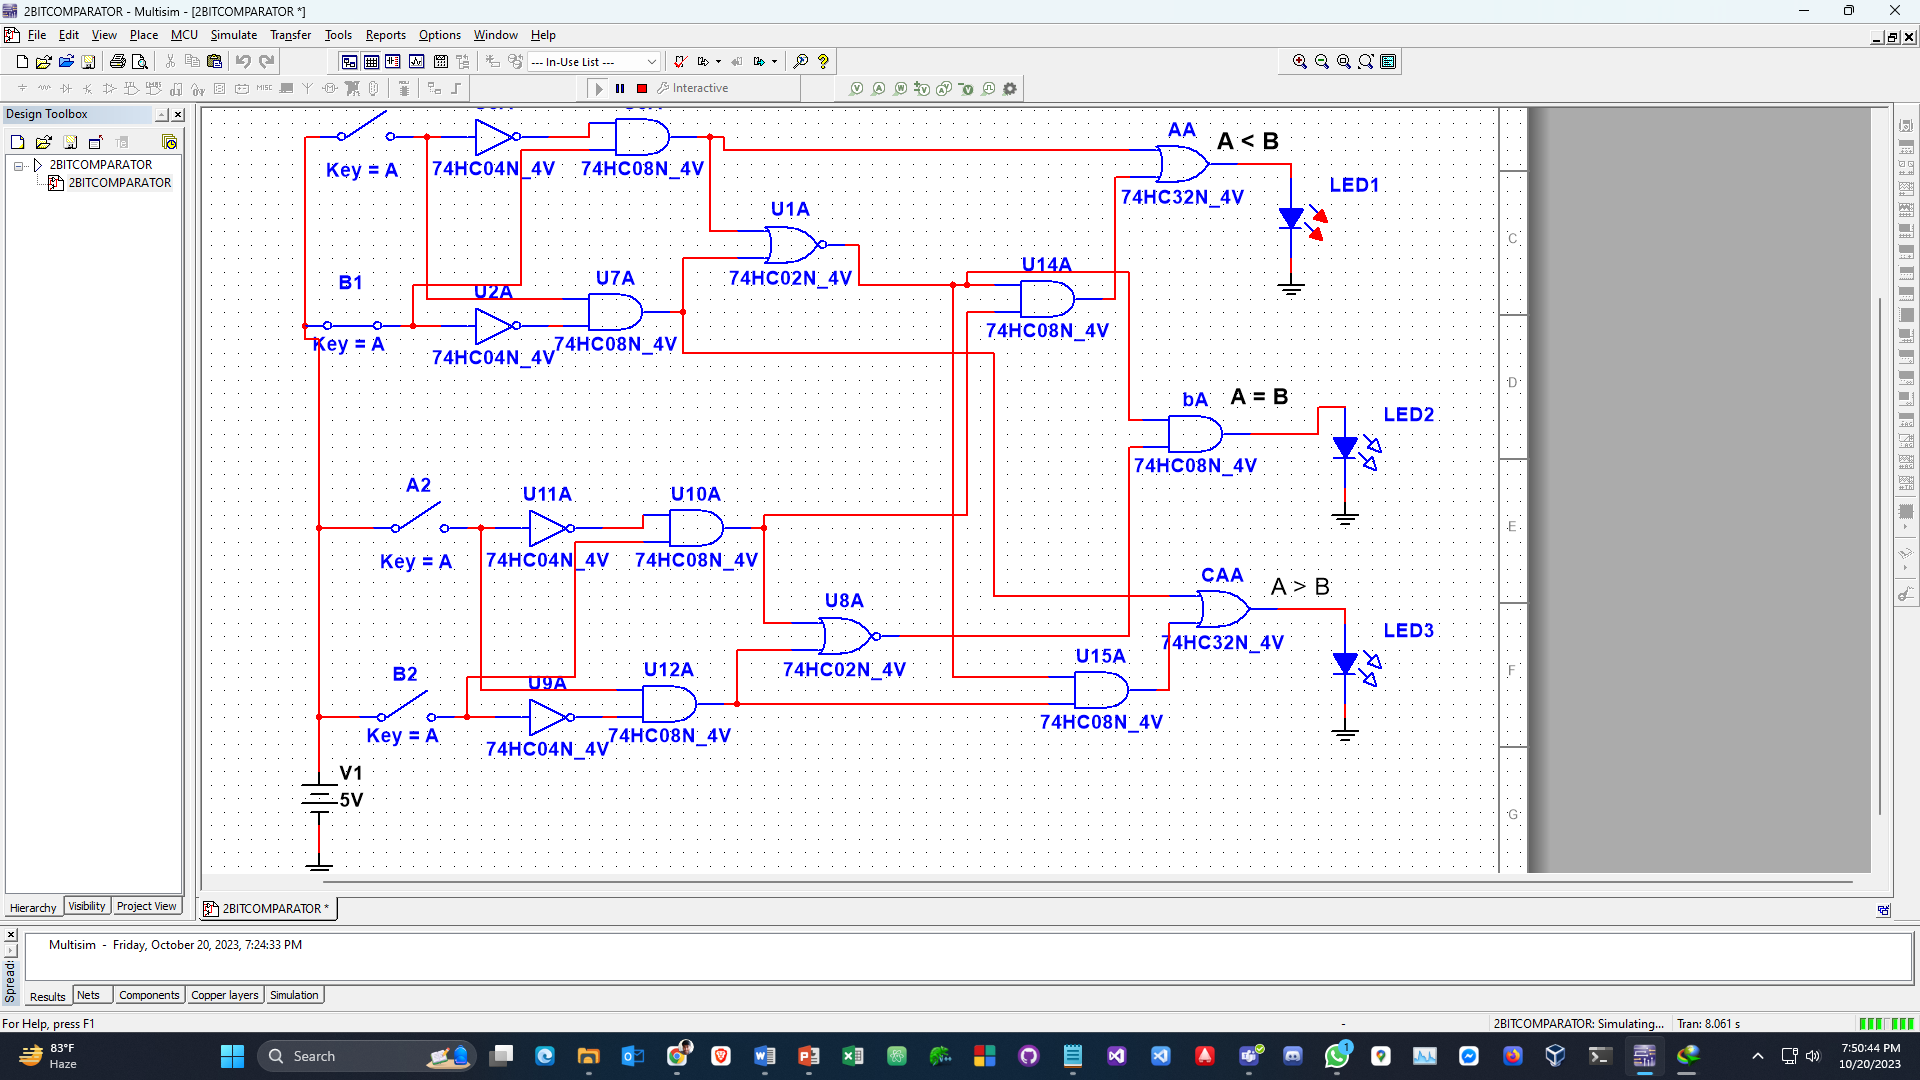 2BITCOMPARATOR - Multisim - [2BITCOMPARATOR *]
File Edit View Place MCU Simulate Transfer Tools Reports Options Window Help
--- In-Use List ---
Interactive
Design Toolbox
2BITCOMPARATOR
2BITCOMPARATOR
Hierarchy Visibility Project View
Key = A
74HC04N_4V
74HC08N_4V
AA
A < B
74HC32N_4V
LED1
U1A
74HC02N_4V
B1
Key = A
U2A
74HC04N_4V
U7A
74HC08N_4V
U14A
74HC08N_4V
bA
A = B
74HC08N_4V
LED2
A2
Key = A
U11A
74HC04N_4V
U10A
74HC08N_4V
U8A
74HC02N_4V
CAA
A > B
74HC32N_4V
LED3
B2
Key = A
U9A
74HC04N_4V
U12A
74HC08N_4V
U15A
74HC08N_4V
V1
5V
C
D
E
F
G
2BITCOMPARATOR *
Multisim - Friday, October 20, 2023, 7:24:33 PM
Results Nets Components Copper layers Simulation
For Help, press F1
-
2BITCOMPARATOR: Simulating...
Tran: 8.061 s
83°F
Haze
Search
1
7:50:44 PM
10/20/2023